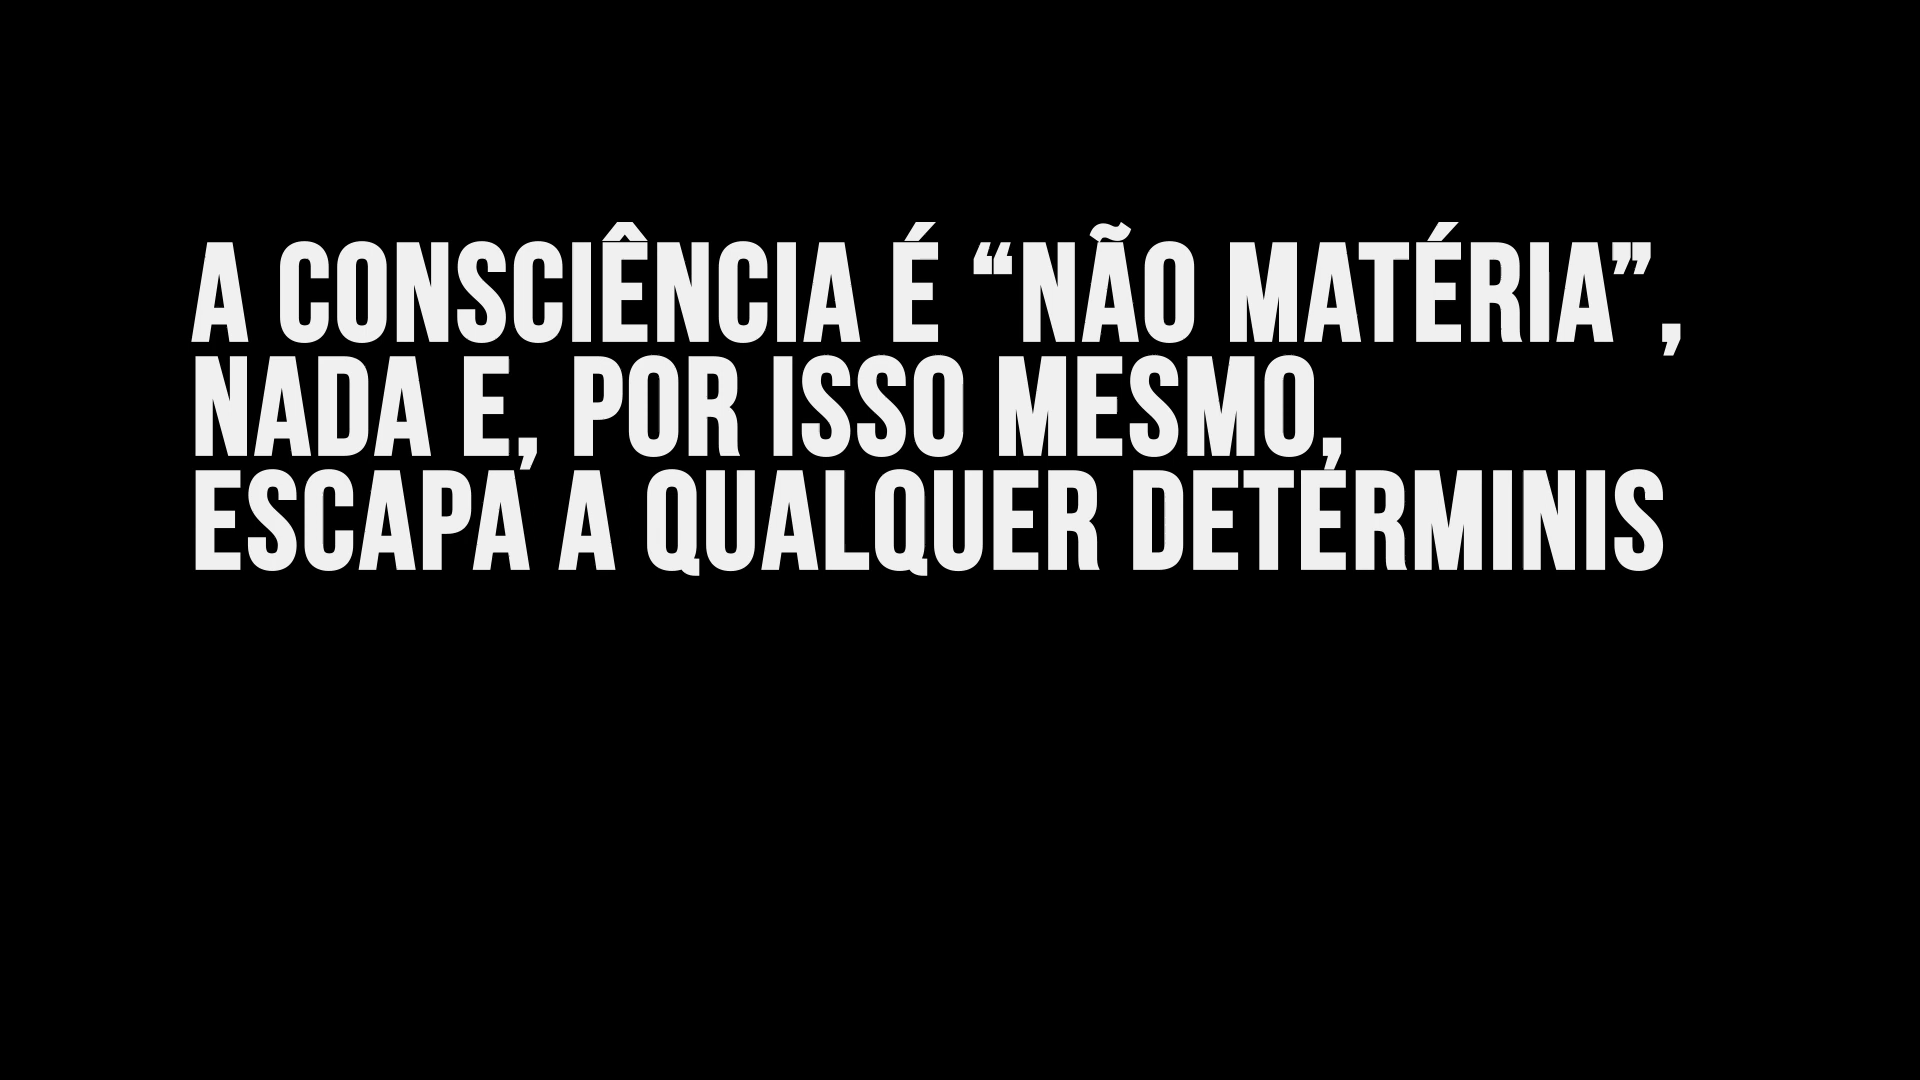 A CONSCIÊNCIA É “NÃO MATÉRIA”,
NADA E, POR ISSO MESMO,
ESCAPA A QUALQUER DETERMINIS